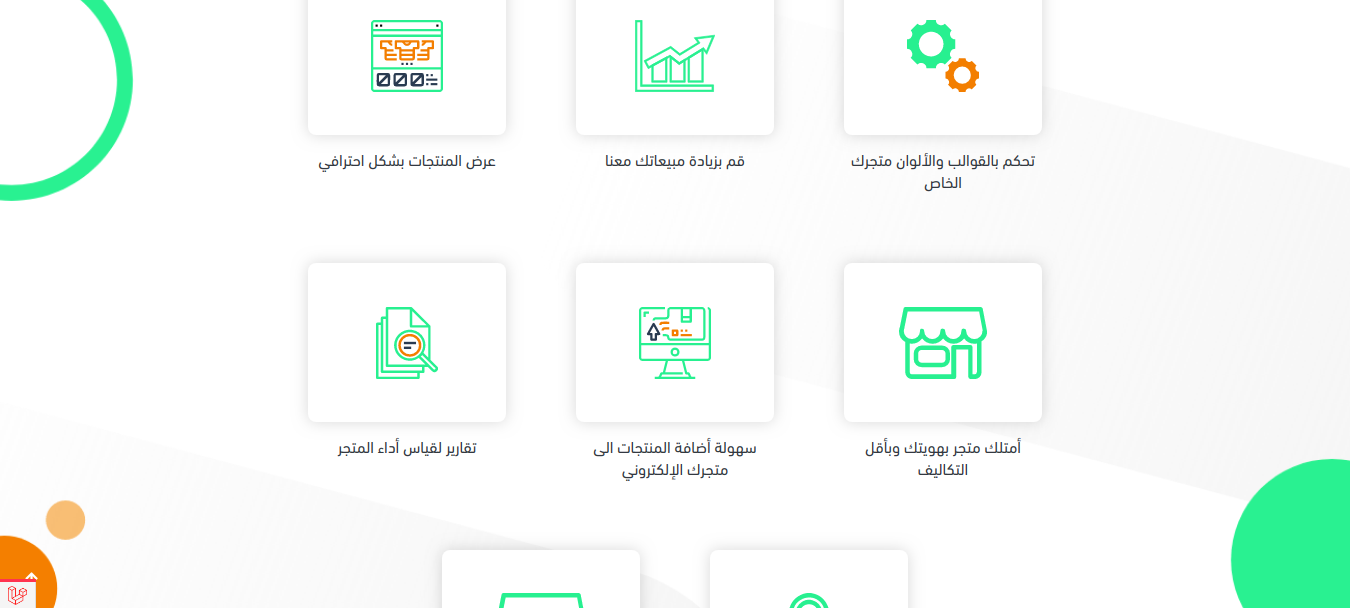 تحكم بالقوالب والألوان متجرك
الخاص
قم بزيادة مبيعاتك معنا
عرض المنتجات بشكل احترافي
أمتلك متجر بهويتك وبأقل
التكاليف
سهولة أضافة المنتجات الى
متجرك الإلكتروني
تقارير لقياس أداء المتجر